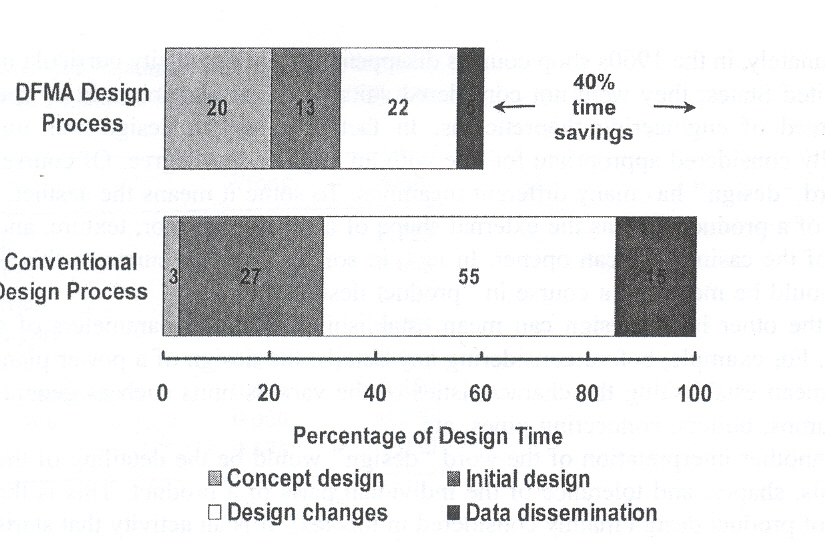 DFMA Design
Process
20 13 22 5
40%
time
savings
Conventional
Design Process
3 27 55 15
0 20 40 60 80 100
Percentage of Design Time
Concept design Initial design
Design changes Data dissemination